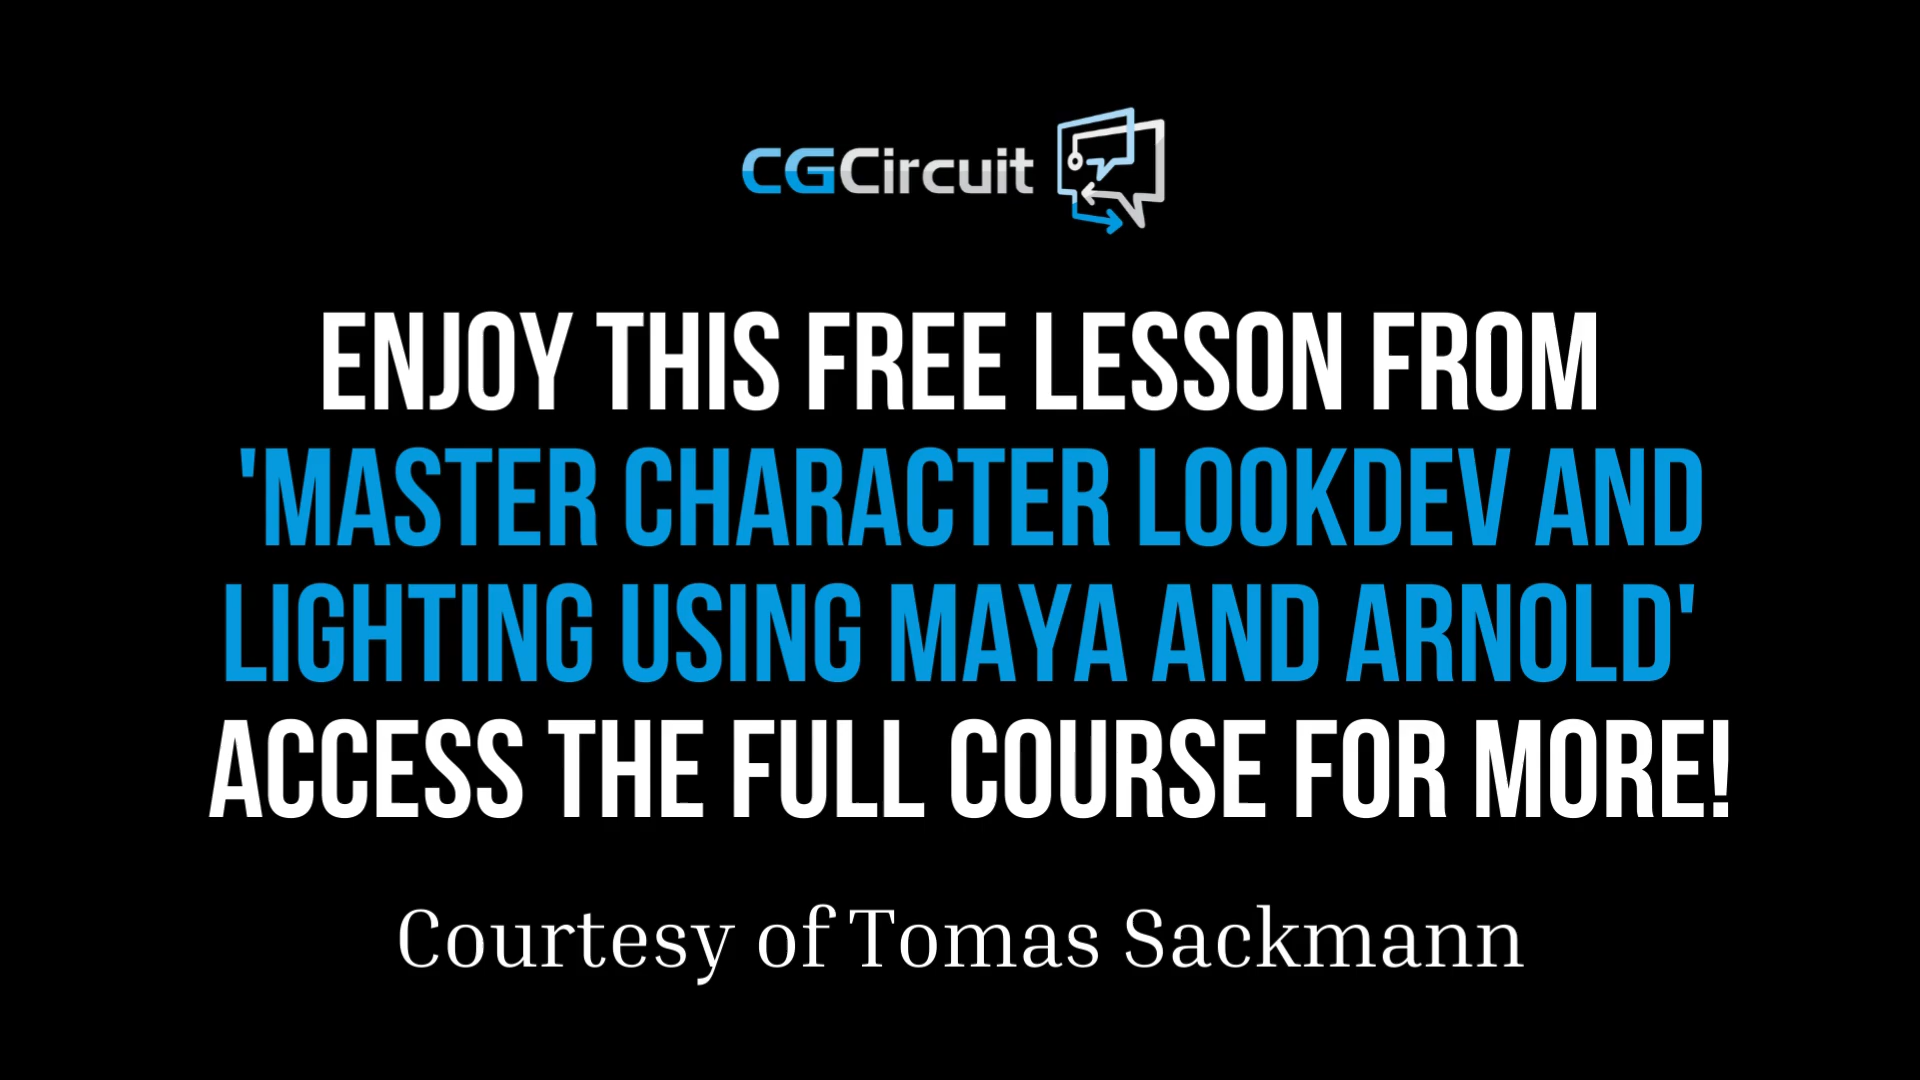 CGCircuit
ENJOY THIS FREE LESSON FROM
'MASTER CHARACTER LOOKDEV AND
LIGHTING USING MAYA AND ARNOLD'
ACCESS THE FULL COURSE FOR MORE!
Courtesy of Tomas Sackmann